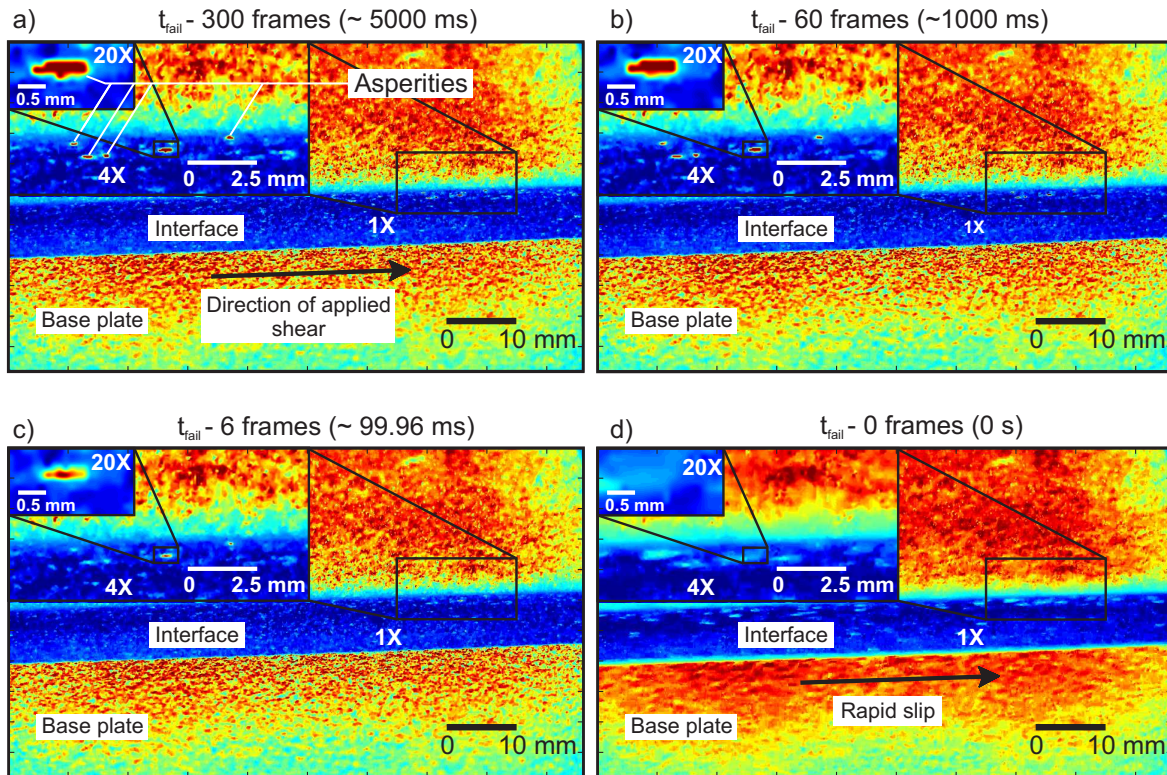 a) t_fail - 300 frames (~ 5000 ms)
20X
0.5 mm
Asperities
4X
0 2.5 mm
Interface
1X
Direction of applied
shear
Base plate
0 10 mm
b) t_fail - 60 frames (~1000 ms)
20X
0.5 mm
4X
0 2.5 mm
Interface
1X
Base plate
0 10 mm
c) t_fail - 6 frames (~ 99.96 ms)
20X
0.5 mm
4X
0 2.5 mm
Interface
1X
Base plate
0 10 mm
d) t_fail - 0 frames (0 s)
20X
0.5 mm
4X
0 2.5 mm
Interface
1X
Rapid slip
Base plate
0 10 mm